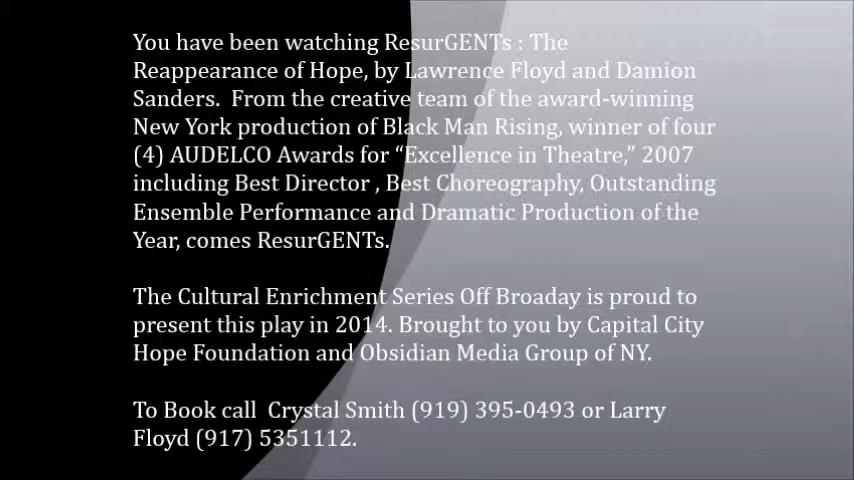 You have been watching ResurGENTs : The
Reappearance of Hope, by Lawrence Floyd and Damion
Sanders.  From the creative team of the award-winning
New York production of Black Man Rising, winner of four
(4) AUDELCO Awards for “Excellence in Theatre,” 2007
including Best Director , Best Choreography, Outstanding
Ensemble Performance and Dramatic Production of the
Year, comes ResurGENTs.
The Cultural Enrichment Series Off Broaday is proud to
present this play in 2014. Brought to you by Capital City
Hope Foundation and Obsidian Media Group of NY.
To Book call  Crystal Smith (919) 395-0493 or Larry
Floyd (917) 5351112.